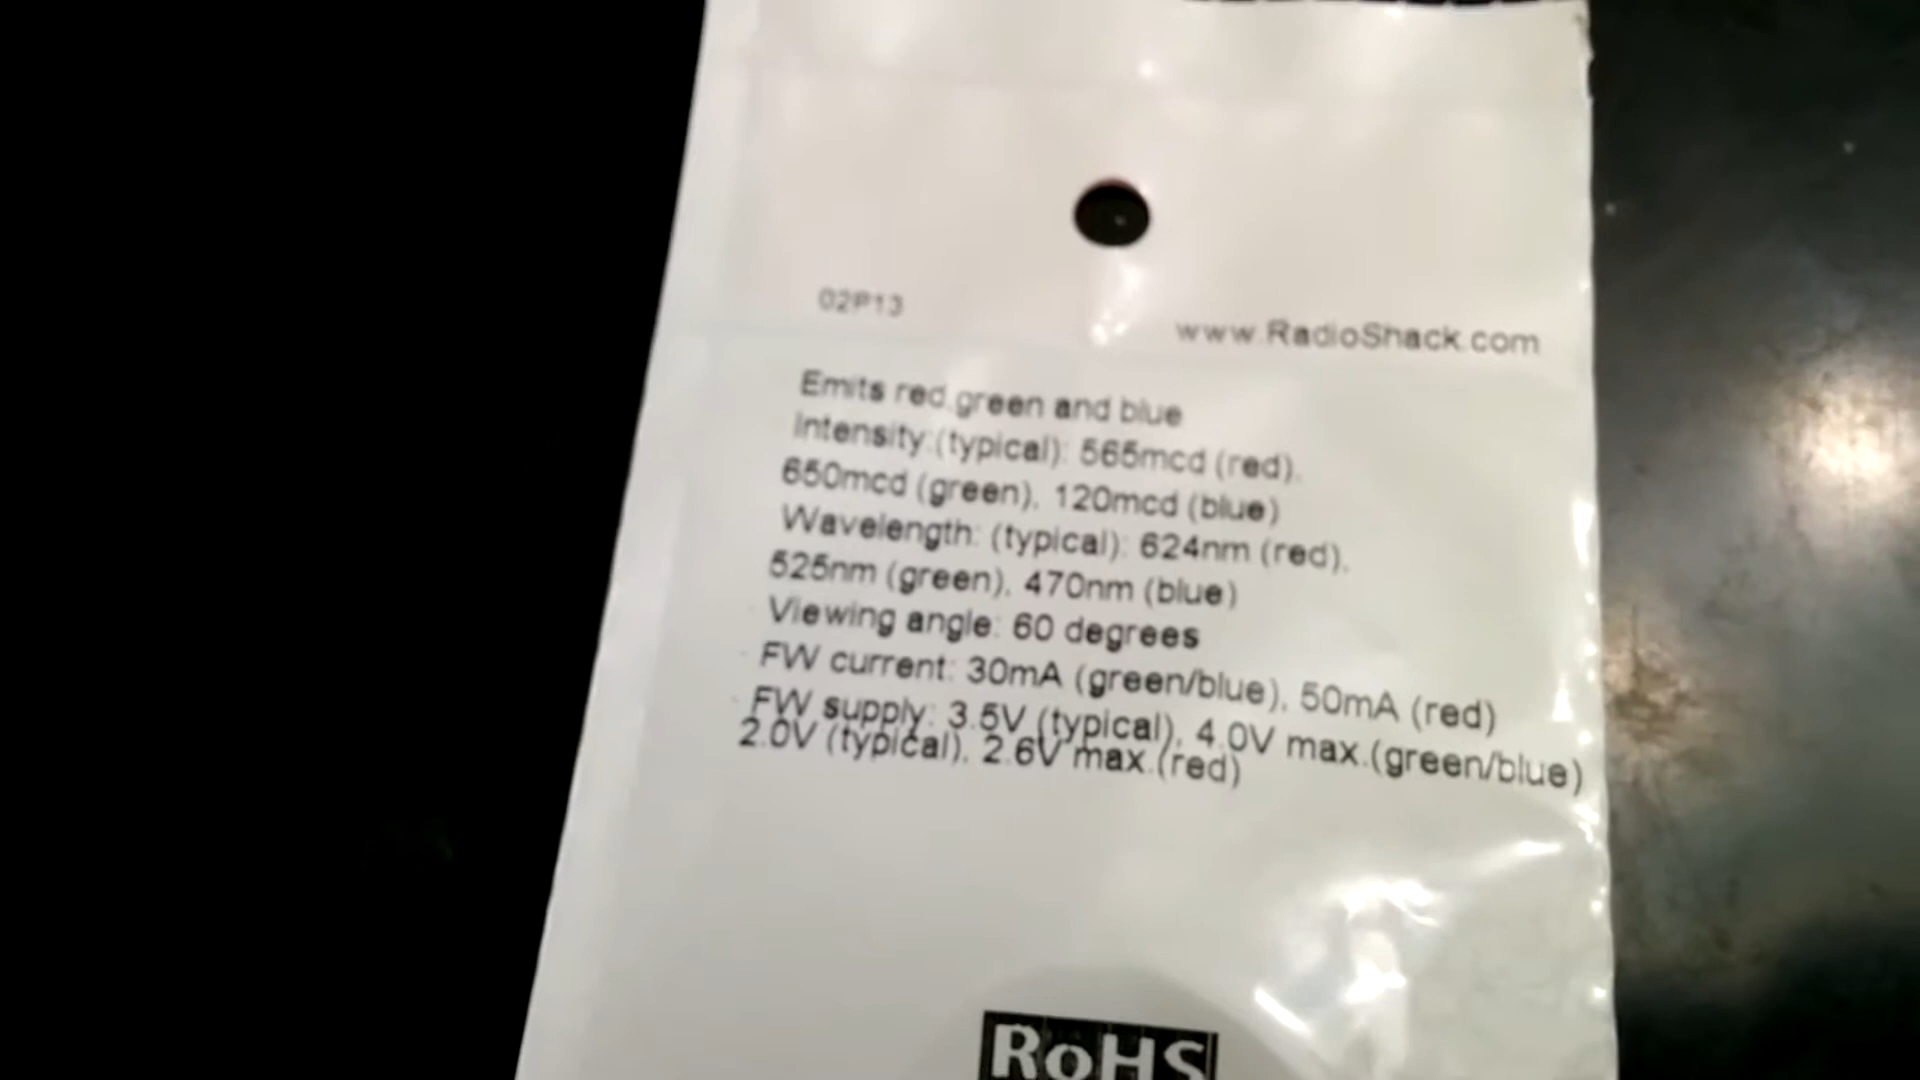 02P13
www.RadioShack.com
Emits red,green and blue
Intensity:(typical): 565mcd (red),
650mcd (green), 120mcd (blue)
Wavelength: (typical): 624nm (red),
525nm (green), 470nm (blue)
Viewing angle: 60 degrees
FW current: 30mA (green/blue), 50mA (red)
FW supply: 3.5V (typical), 4.0V max.(green/blue)
2.0V (typical), 2.6V max.(red)
RoHS